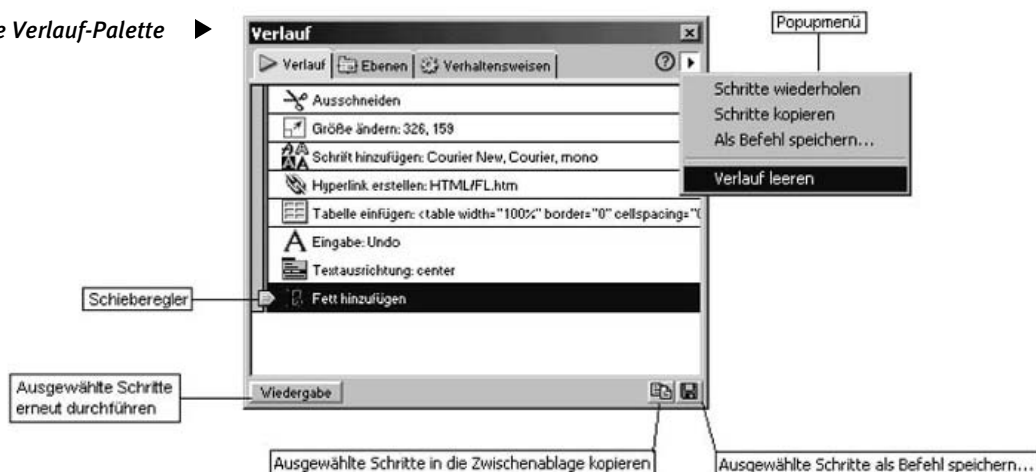 e Verlauf-Palette
Popupmenü
Verlauf
Verlauf Ebenen Verhaltensweisen
Ausschneiden
Größe ändern: 326, 159
Schrift hinzufügen: Courier New, Courier, mono
Hyperlink erstellen: HTML/FL.htm
Tabelle einfügen: <table width="100%" border="0" cellspacing="0
Eingabe: Undo
Textausrichtung: center
Fett hinzufügen
Schritte wiederholen
Schritte kopieren
Als Befehl speichern...
Verlauf leeren
Schieberegler
Ausgewählte Schritte
erneut durchführen
Wiedergabe
Ausgewählte Schritte in die Zwischenablage kopieren
Ausgewählte Schritte als Befehl speichern...